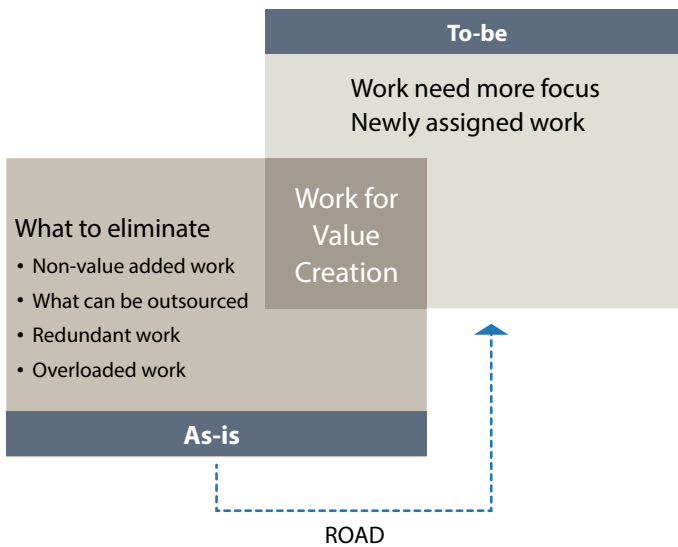 To-be
Work need more focus
Newly assigned work
Work for
Value
Creation
What to eliminate
• Non-value added work
• What can be outsourced
• Redundant work
• Overloaded work
As-is
ROAD